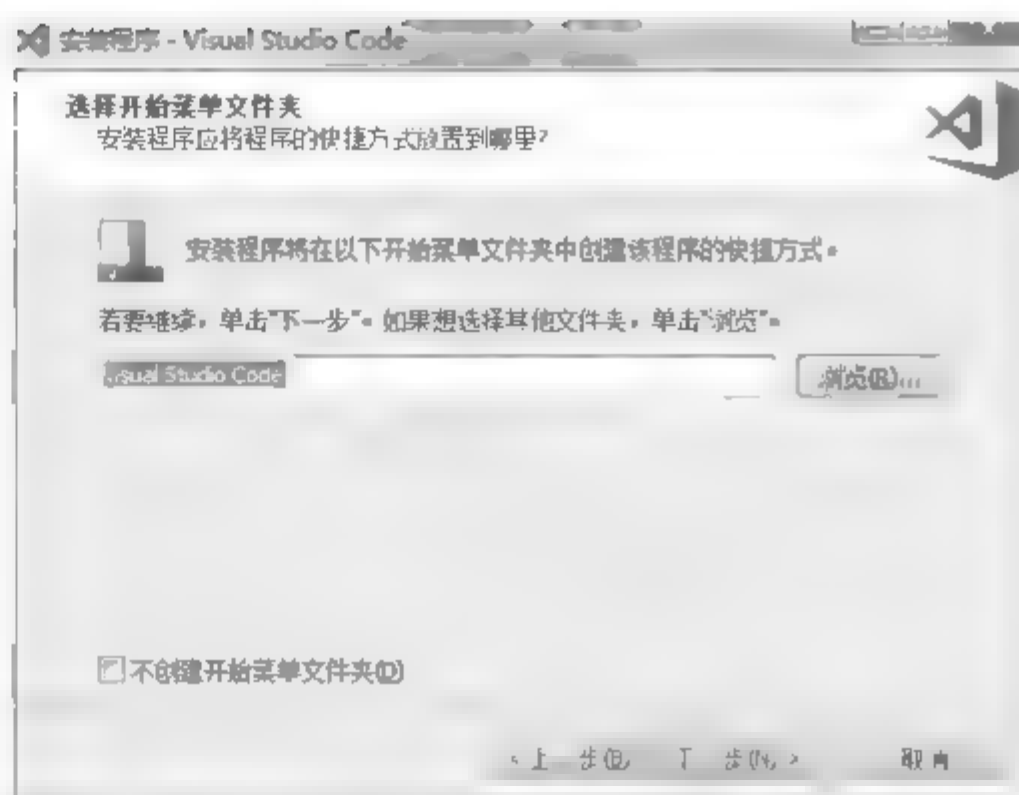 安装程序 - Visual Studio Code
选择开始菜单文件夹
安装程序应将程序的快捷方式放置到哪里?
安装程序将在以下开始菜单文件夹中创建该程序的快捷方式。
若要继续，单击"下一步"。如果想选择其他文件夹，单击"浏览"。
Visual Studio Code
浏览(R)...
不创建开始菜单文件夹(D)
< 上一步(B) 下一步(N) > 取消